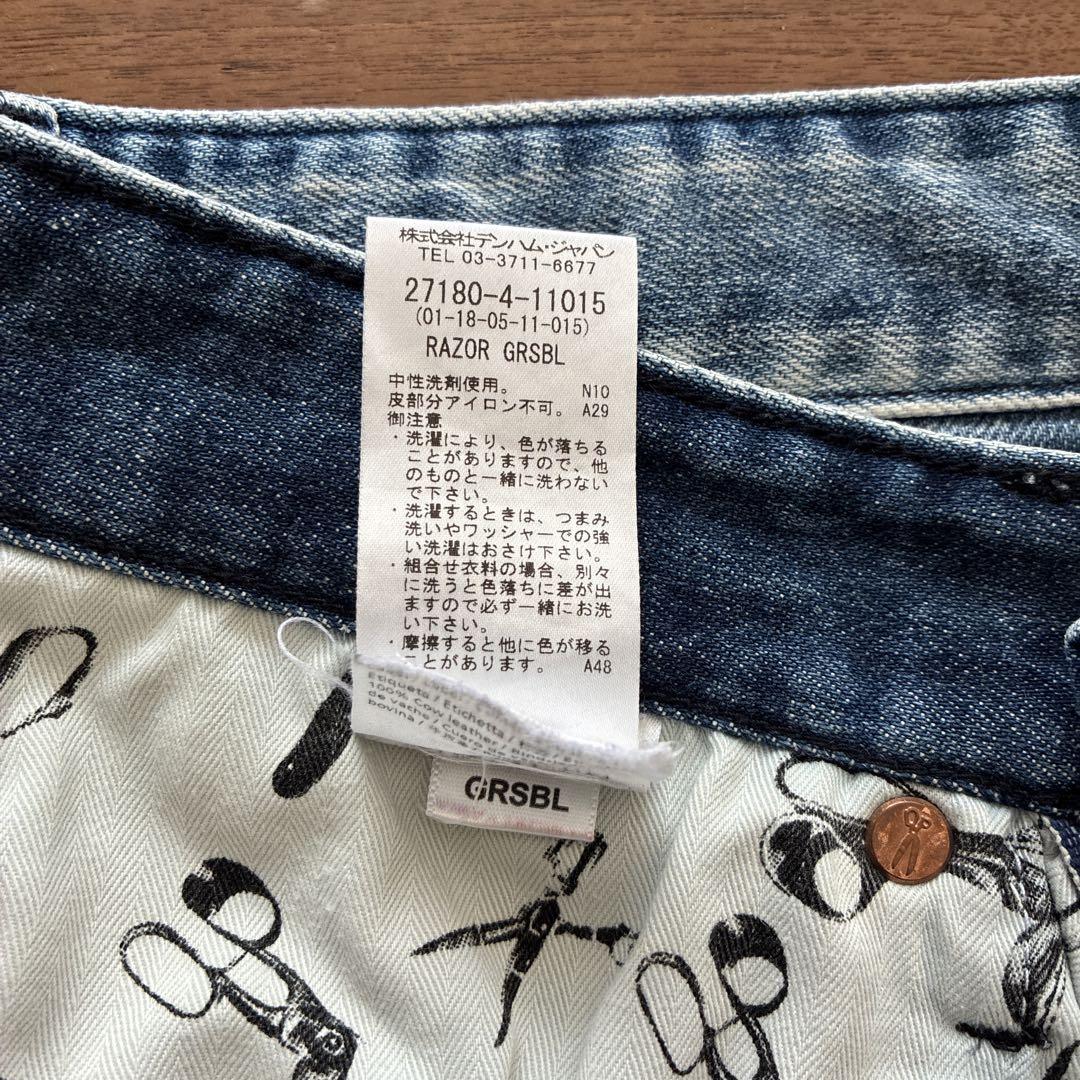 株式会社デンハム・ジャパン
TEL 03-3711-6677
27180-4-11015
(01-18-05-11-015)
RAZOR GRSBL
中性洗剤使用。 N10
皮部分アイロン不可。 A29
御注意
・洗濯により、色が落ちる
ことがありますので、他
のものと一緒に洗わない
で下さい。
・洗濯するときは、つまみ
洗いやワッシャーでの強
い洗濯はおさけ下さい。
・組合せ衣料の場合、別々
に洗うと色落ちに差が出
ますので必ず一緒にお洗
い下さい。
・摩擦すると他に色が移る
ことがあります。 A48
Etiqueta / Etichetta /
100% Cow leather /
de vache / Cuero de
bovina /
GRSBL